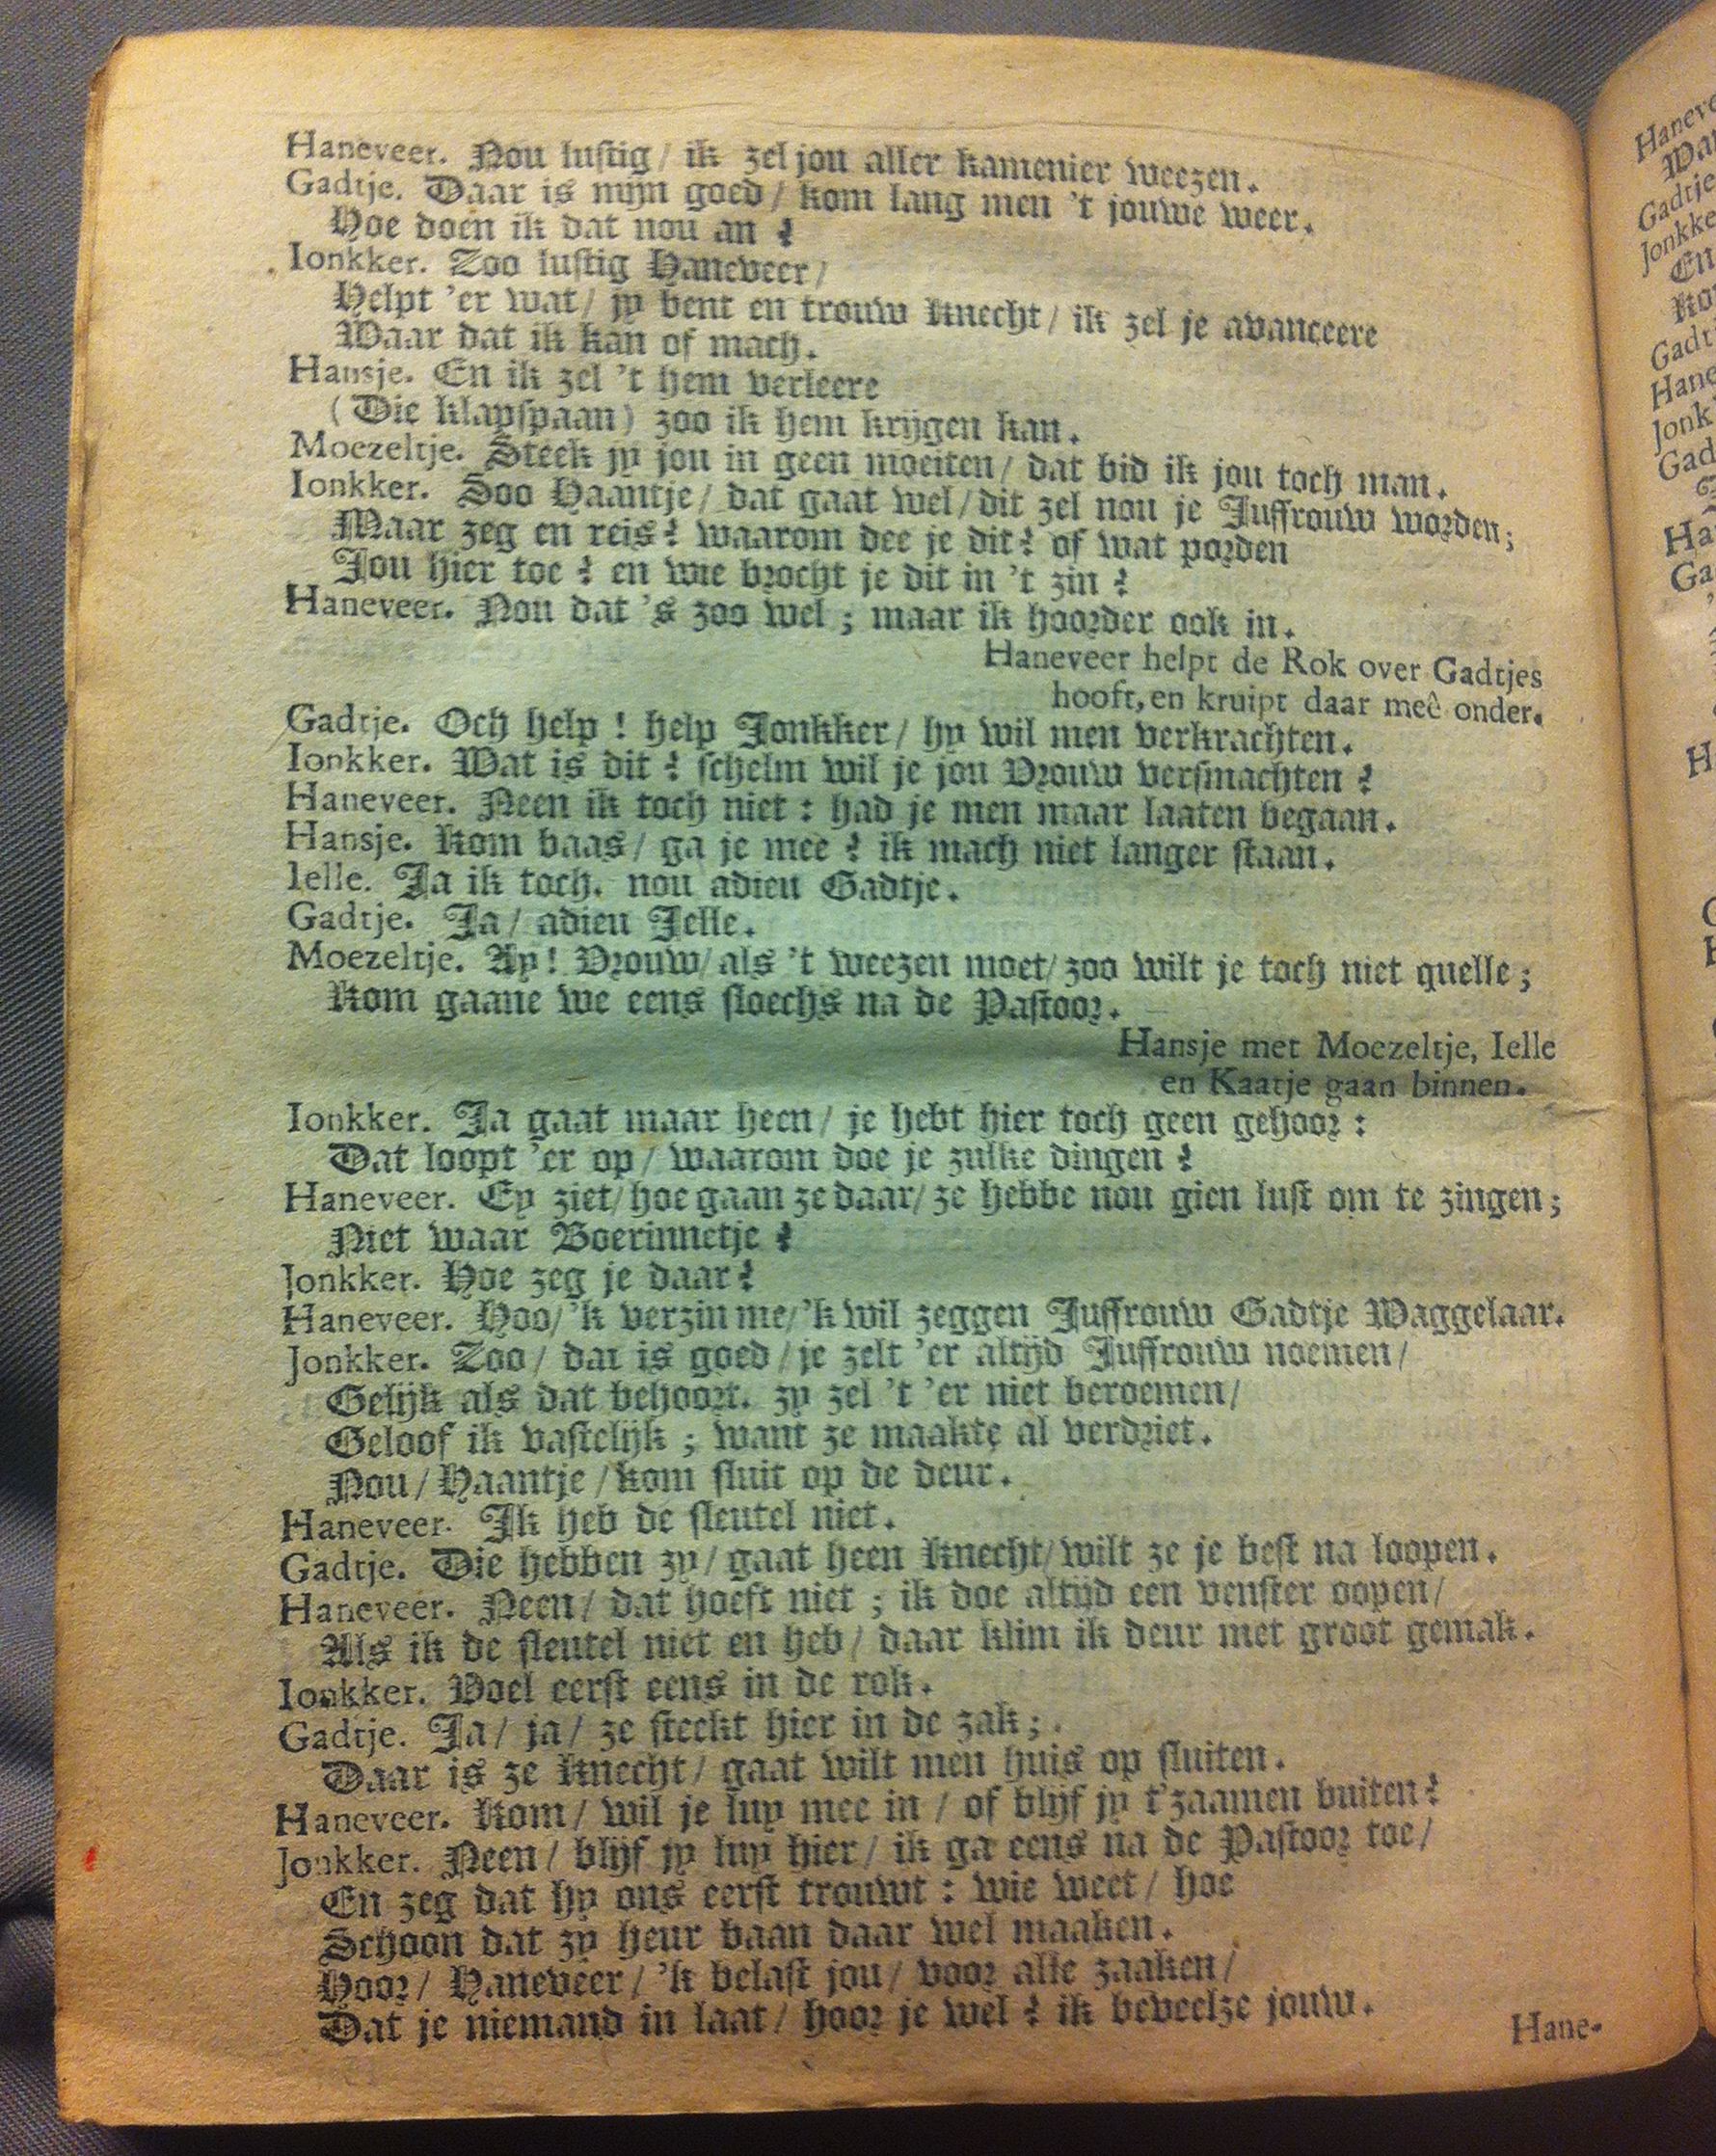 Haneveer. Nou lustig / ik zel jou aller kamenier weezen.
Gadtje. Daar is mijn goed / kom lang men 't jouwe weer.
Hoe doen ik dat nou an ?
Ionkker. Zoo lustig Haneveer /
Helpt 'er wat / jy bent en trouw knecht / ik zel je avanceere
Waar dat ik kan of mach.
Hansje. En ik zel 't hem verleere
(Die klapspaan) zoo ik hem krijgen kan.
Moezeltje. Steek jy jou in geen moeiten / dat bid ik jou toch man.
Ionkker. Soo Haantje / dat gaat wel / dit zel nou je Juffrouw worden;
Maar zeg en reis ? waarom dee je dit ? of wat porden
Jou hier toe ? en wie brocht je dit in 't zin ?
Haneveer. Nou dat 's zoo wel ; maar ik hoorder ook in.
Haneveer helpt de Rok over Gadtjes
hooft, en kruipt daar meê onder.
Gadtje. Och help ! help Jonkker / hy wil men verkrachten.
Ionkker. Wat is dit ? schelm wil je jou Vrouw versmachten ?
Haneveer. Neen ik toch niet : had je men maar laaten begaan.
Hansje. Kom baas / ga je mee ? ik mach niet langer staan.
Ielle. Ja ik toch. nou adieu Gadtje.
Gadtje. Ja / adieu Jelle.
Moezeltje. Ay ! Vrouw / als 't weezen moet / zoo wilt je toch niet quelle ;
Kom gaane we eens sloechs na de Pastoor.
Hansje met Moezeltje, Ielle
en Kaatje gaan binnen.
Ionkker. Ja gaat maar heen / je hebt hier toch geen gehoor :
Dat loopt 'er op / waarom doe je zulke dingen ?
Haneveer. Ey ziet / hoe gaan ze daar / ze hebbe nou gien lust om te zingen ;
Niet waar Boerinnetje ?
Jonkker. Hoe zeg je daar ?
Haneveer. Hoo / 'k verzin me / 'k wil zeggen Juffrouw Gadtje Waggelaar.
Jonkker. Zoo / dat is goed / je zelt 'er altijd Juffrouw noemen /
Gelijk als dat behoort. zy zel 't 'er niet beroemen /
Geloof ik vastelijk ; want ze maakte al verdriet.
Nou / Haantje / kom sluit op de deur.
Haneveer. Ik heb de sleutel niet.
Gadtje. Die hebben zy / gaat heen knecht / wilt ze je best na loopen.
Haneveer. Neen / dat hoeft niet ; ik doe altijd een venster oopen /
Als ik de sleutel niet en heb / daar klim ik deur met groot gemak.
Ionkker. Voel eerst eens in de rok.
Gadtje. Ja / ja / ze steekt hier in de zak ;
Daar is ze knecht / gaat wilt men huis op sluiten.
Haneveer. Kom / wil je luy mee in / of blijf jy t'zaamen buiten ?
Jonkker. Neen / blijf jy luy hier / ik ga eens na de Pastoor toe /
En zeg dat hy ons eerst trouwt : wie weet / hoe
Schoon dat zy heur baan daar wel maaken.
Hoor / Haneveer / 'k belast jou / voor alle zaaken /
Dat je niemand in laat / hoor je wel ? ik beveelze jouw.
Hane-